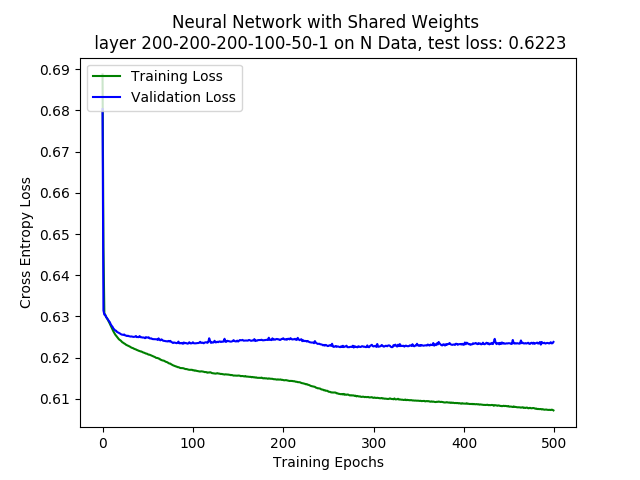 Neural Network with Shared Weights
layer 200-200-200-100-50-1 on N Data, test loss: 0.6223
Training Loss
Validation Loss
0.69
0.68
0.67
0.66
0.65
0.64
0.63
0.62
0.61
Cross Entropy Loss
0 100 200 300 400 500
Training Epochs